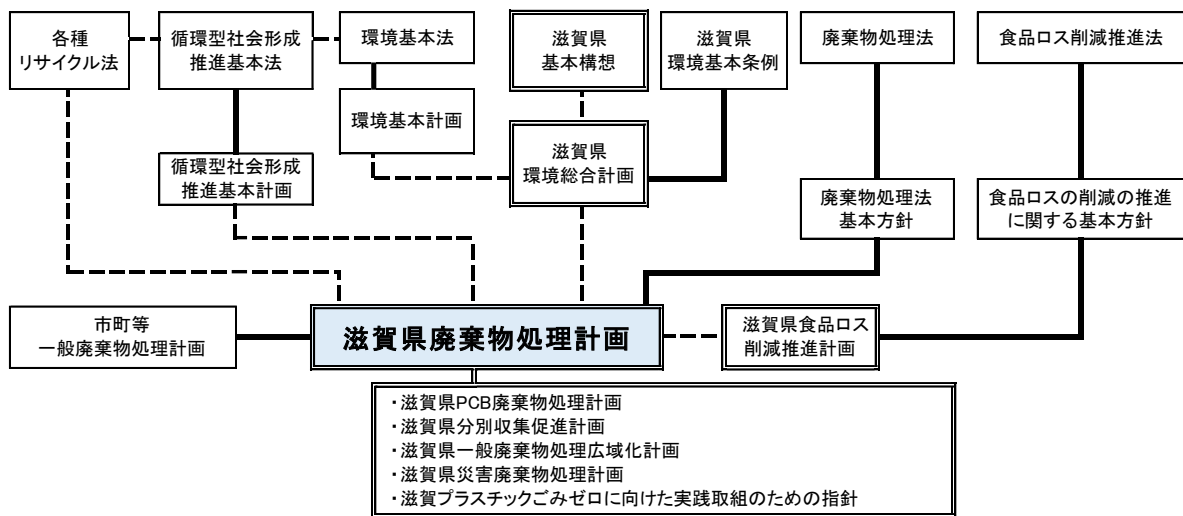 各種
リサイクル法
循環型社会形成
推進基本法
環境基本法
滋賀県
基本構想
滋賀県
環境基本条例
廃棄物処理法
食品ロス削減推進法
環境基本計画
循環型社会形成
推進基本計画
滋賀県
環境総合計画
廃棄物処理法
基本方針
食品ロスの削減の推進
に関する基本方針
市町等
一般廃棄物処理計画
滋賀県廃棄物処理計画
滋賀県食品ロス
削減推進計画
・滋賀県PCB廃棄物処理計画
・滋賀県分別収集促進計画
・滋賀県一般廃棄物処理広域化計画
・滋賀県災害廃棄物処理計画
・滋賀プラスチックごみゼロに向けた実践取組のための指針